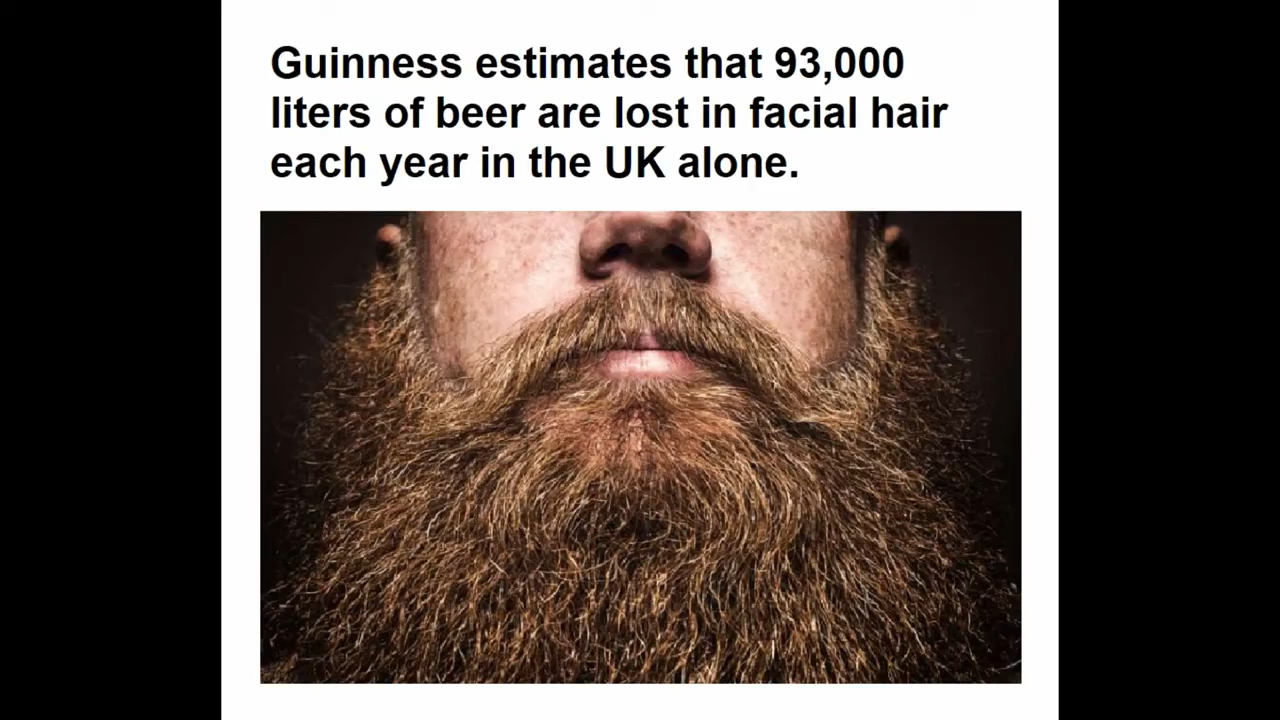 Guinness estimates that 93,000
liters of beer are lost in facial hair
each year in the UK alone.